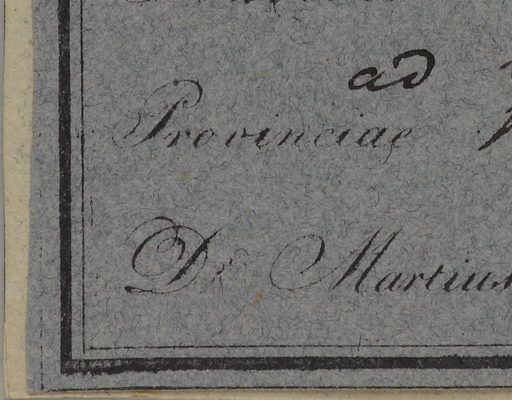 ad
Provinciae
Dr. Martius